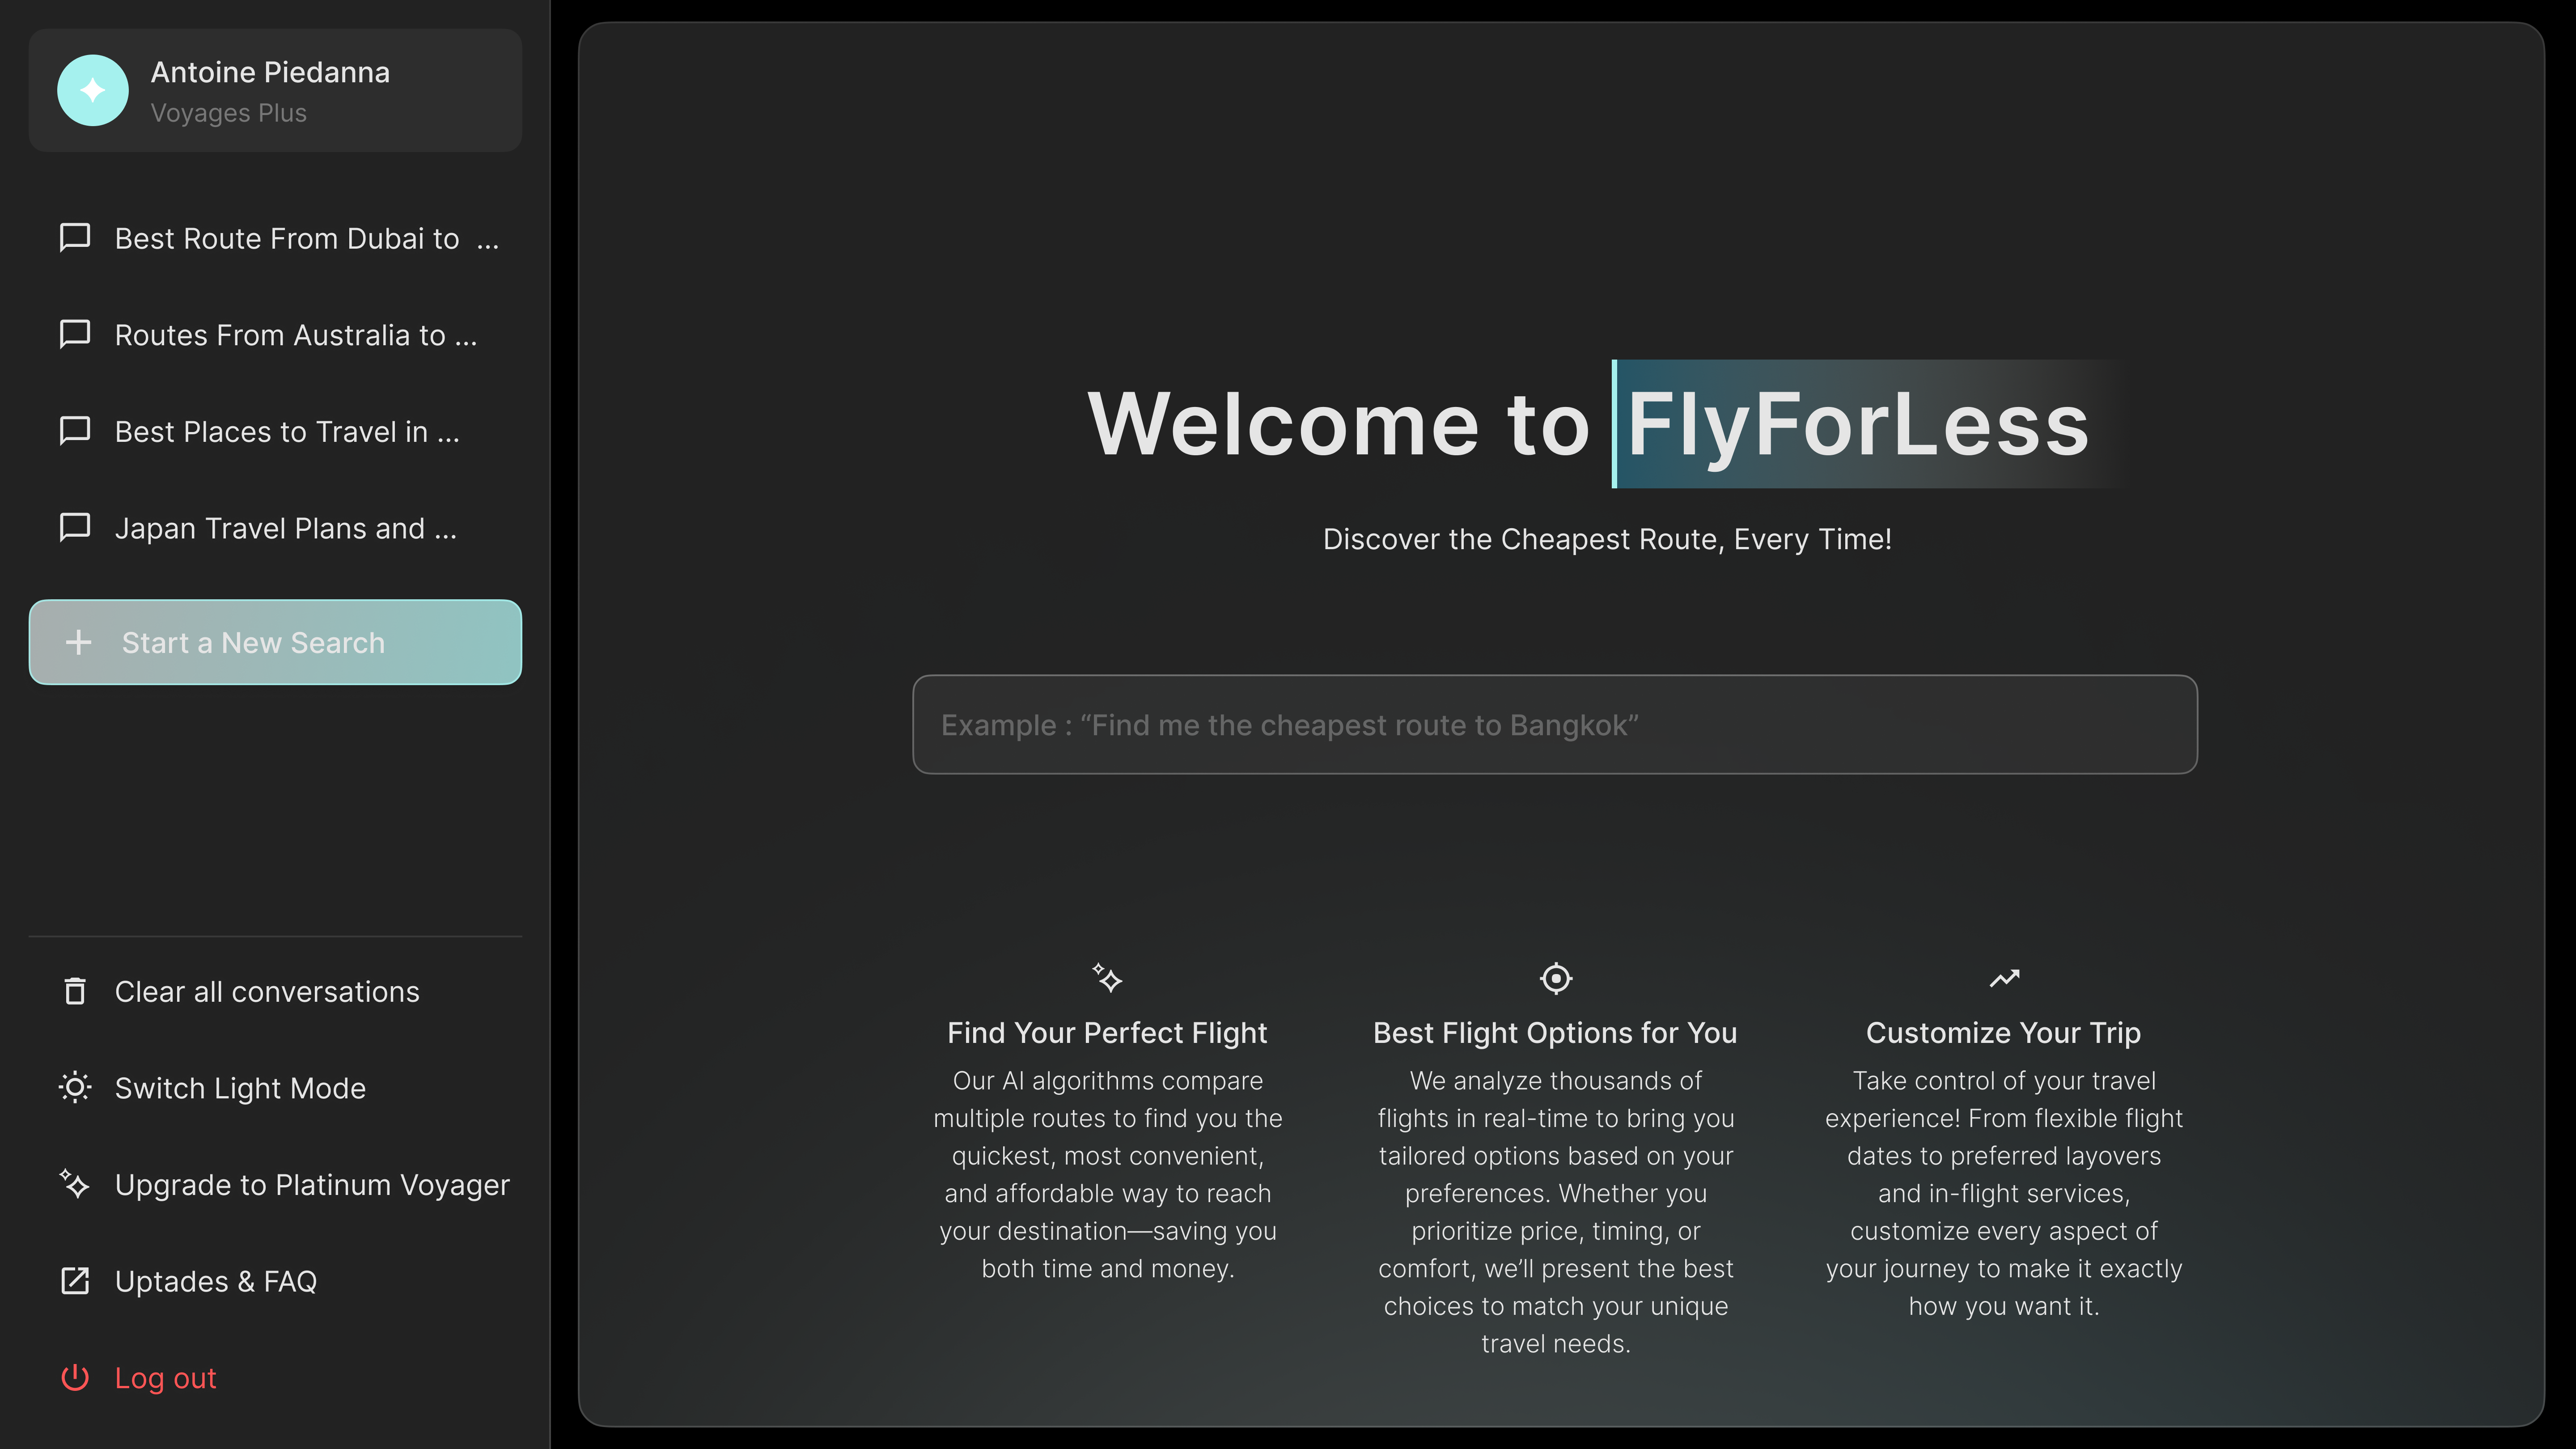 Antoine Piedanna
Voyages Plus
Best Route From Dubai to ...
Routes From Australia to ...
Best Places to Travel in ...
Japan Travel Plans and ...
Start a New Search
Clear all conversations
Switch Light Mode
Upgrade to Platinum Voyager
Uptades & FAQ
Log out
Welcome to FlyForLess
Discover the Cheapest Route, Every Time!
Example : “Find me the cheapest route to Bangkok”
Find Your Perfect Flight
Our AI algorithms compare
multiple routes to find you the
quickest, most convenient,
and affordable way to reach
your destination—saving you
both time and money.
Best Flight Options for You
We analyze thousands of
flights in real-time to bring you
tailored options based on your
preferences. Whether you
prioritize price, timing, or
comfort, we’ll present the best
choices to match your unique
travel needs.
Customize Your Trip
Take control of your travel
experience! From flexible flight
dates to preferred layovers
and in-flight services,
customize every aspect of
your journey to make it exactly
how you want it.